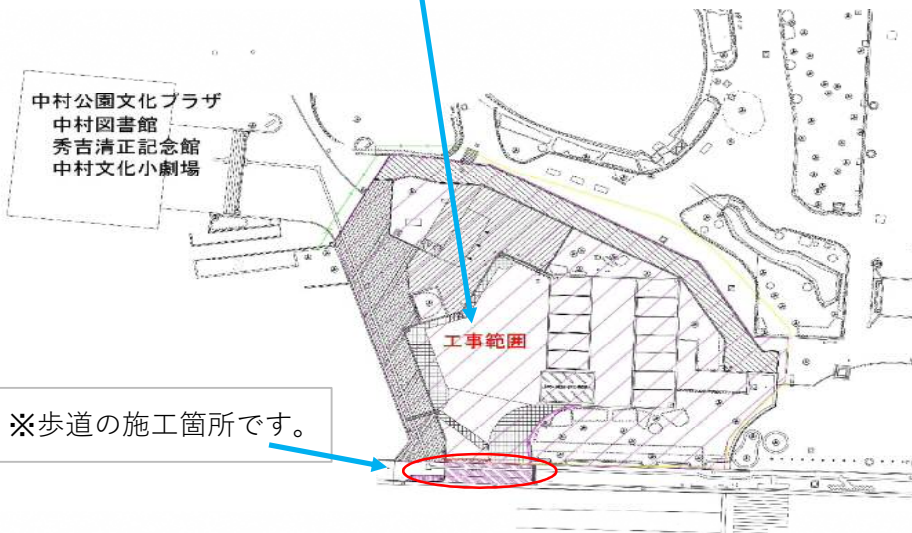 中村公園文化プラザ
中村図書館
秀吉清正記念館
中村文化小劇場
工事範囲
※歩道の施工箇所です。